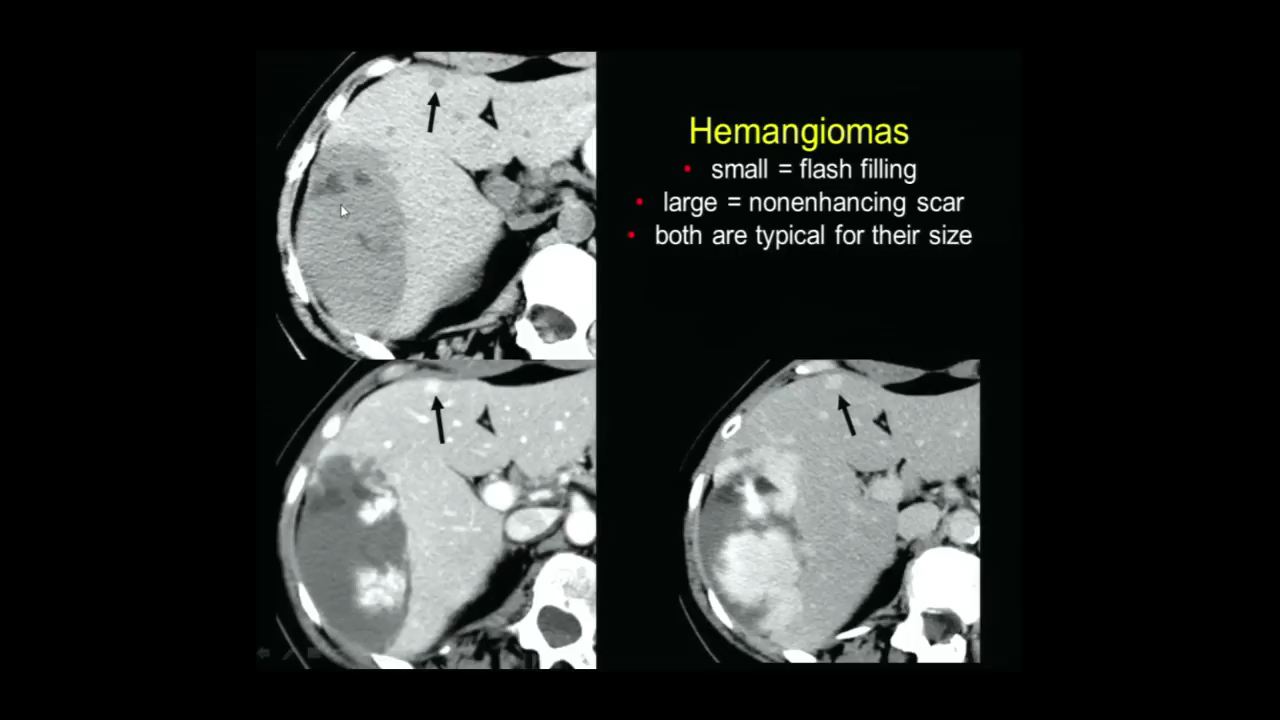 Hemangiomas
• small = flash filling
• large = nonenhancing scar
• both are typical for their size